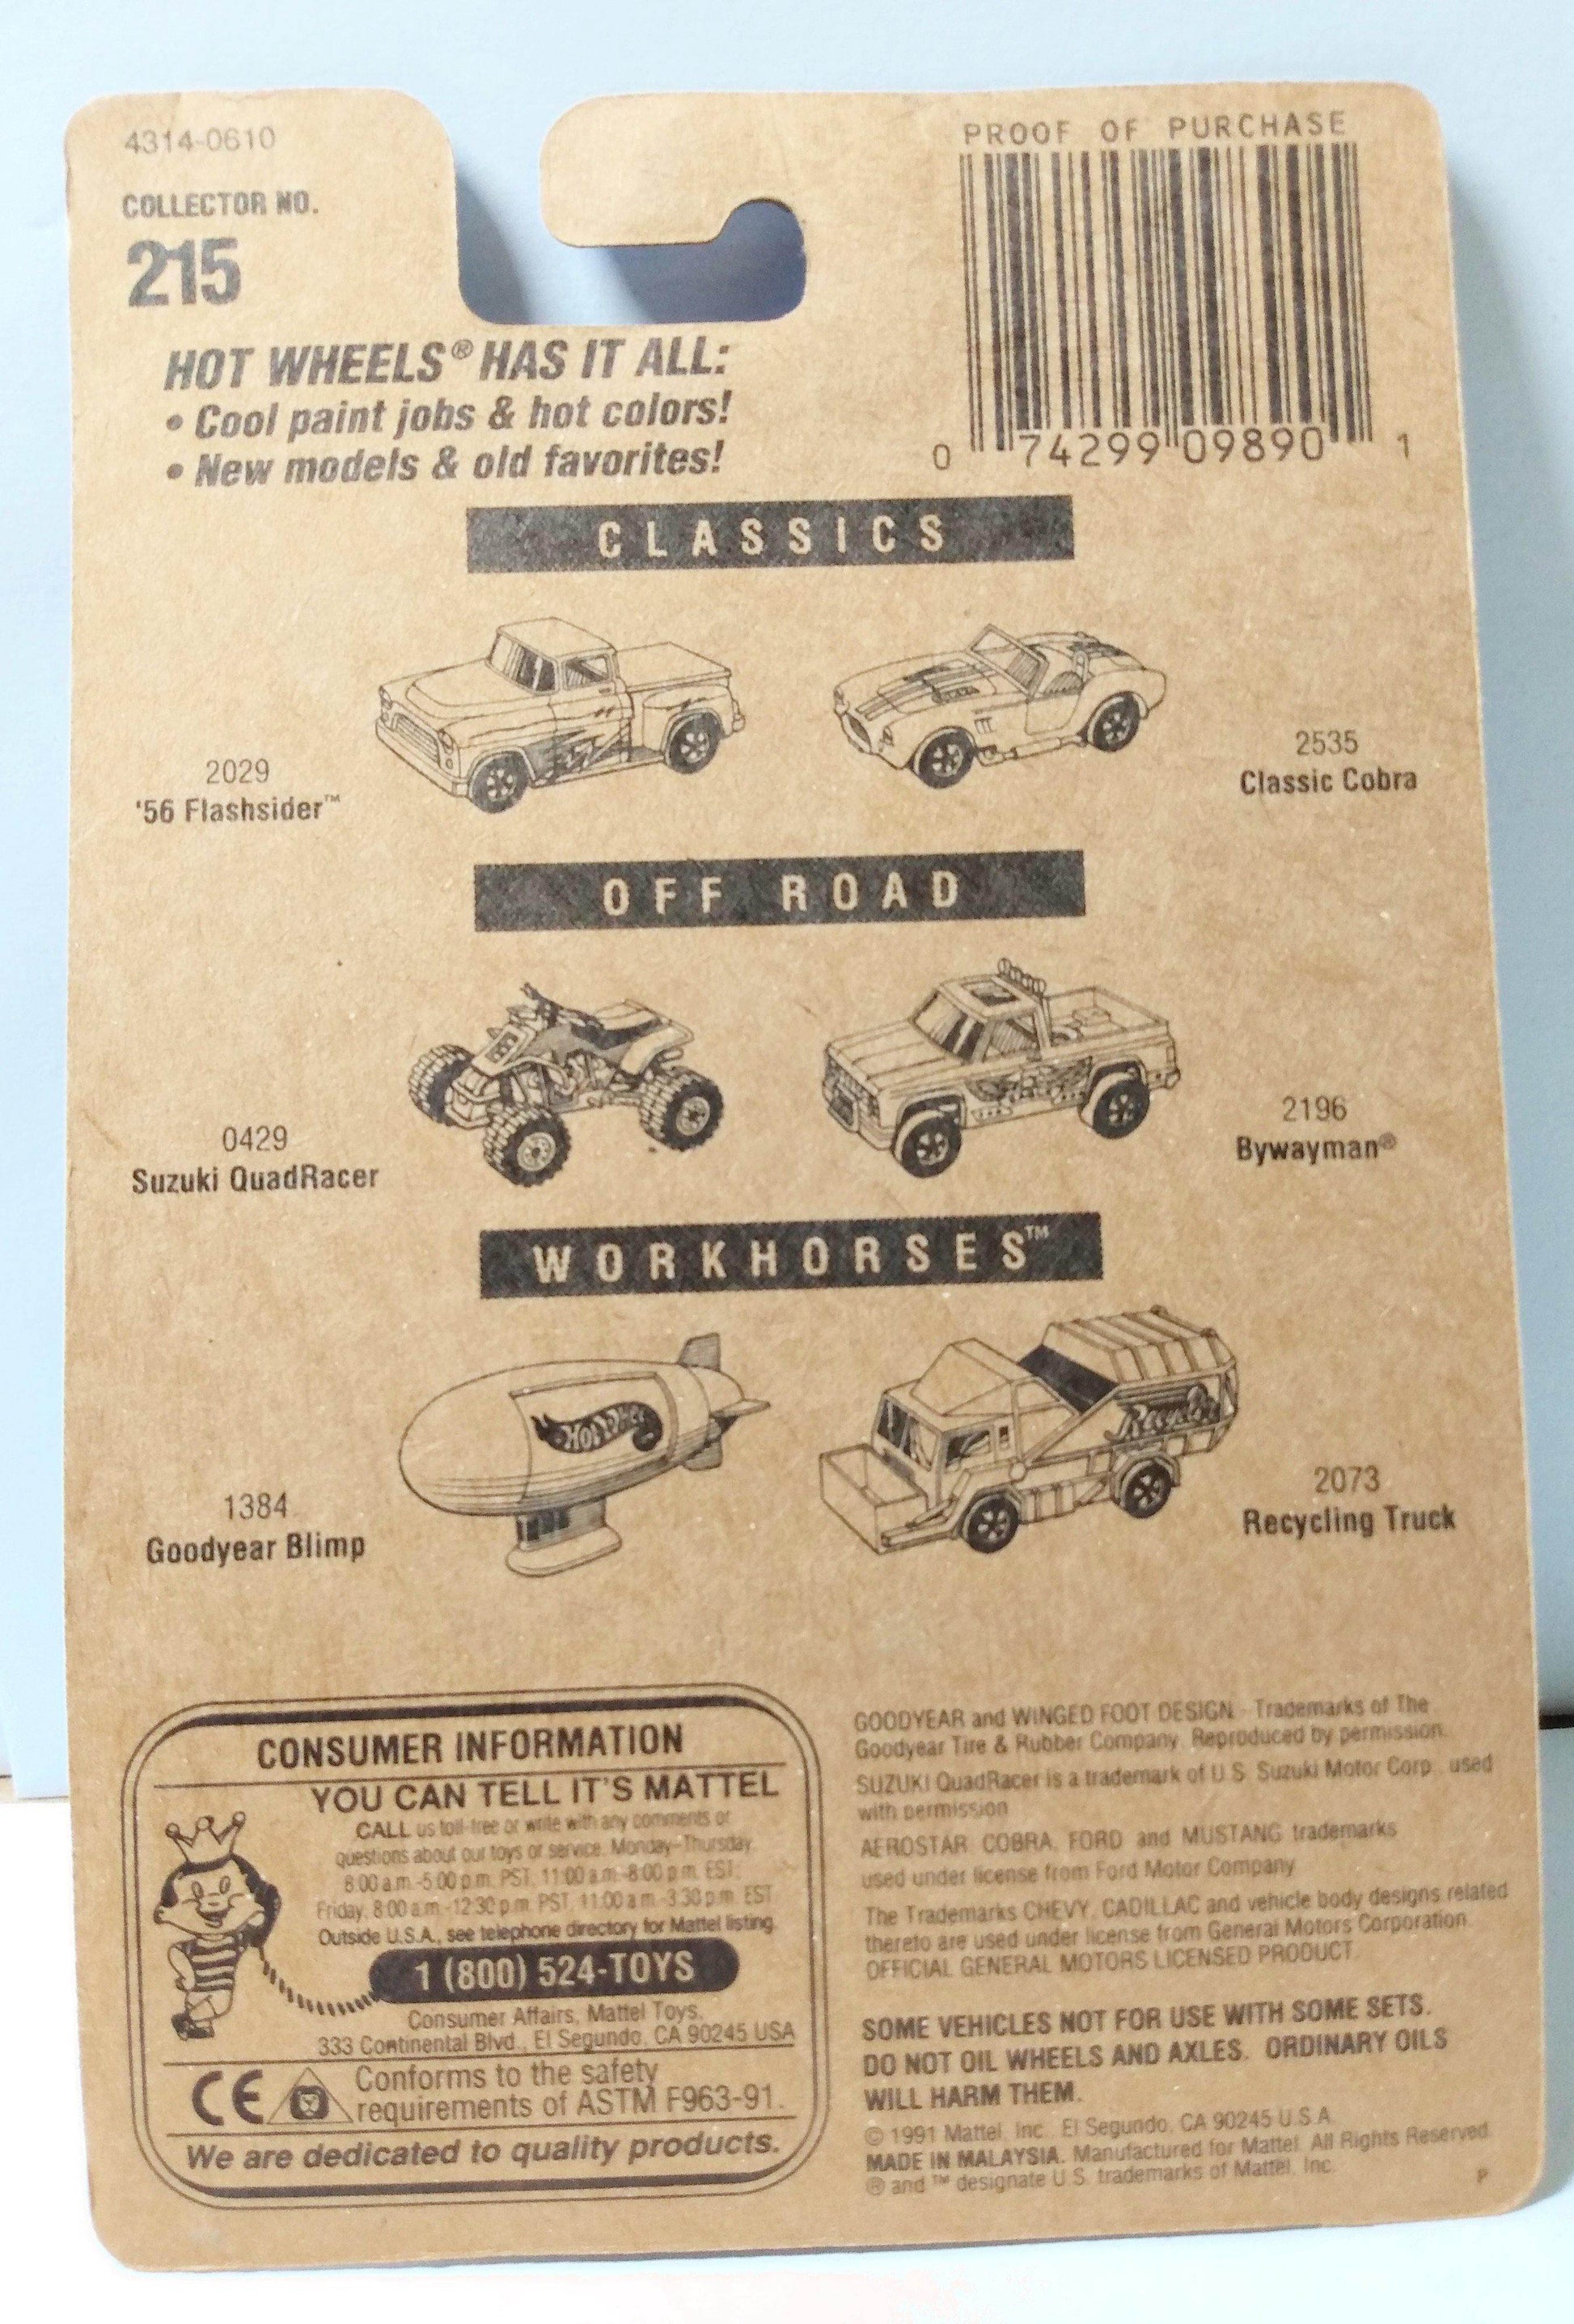 4314-0610
COLLECTOR NO.
215
PROOF OF PURCHASE
0 74299 09890 1
HOT WHEELS® HAS IT ALL:
• Cool paint jobs & hot colors!
• New models & old favorites!
CLASSICS
2029
'56 Flashsider™
2535
Classic Cobra
OFF ROAD
0429
Suzuki QuadRacer
2196
Bywayman®
WORKHORSES™
HOT WHEELS
1384
Goodyear Blimp
2073
Recycling Truck
CONSUMER INFORMATION
YOU CAN TELL IT'S MATTEL
CALL us toll-free or write with any comments or
questions about our toys or service. Monday-Thursday,
8:00 a.m.-5:00 p.m. PST, 11:00 a.m.-8:00 p.m. EST;
Friday, 8:00 a.m.-12:30 p.m. PST, 11:00 a.m.-3:30 p.m. EST
Outside U.S.A., see telephone directory for Mattel listing.
1 (800) 524-TOYS
Consumer Affairs, Mattel Toys,
333 Continental Blvd., El Segundo, CA 90245 USA
CE Conforms to the safety
requirements of ASTM F963-91.
We are dedicated to quality products.
GOODYEAR and WINGED FOOT DESIGN - Trademarks of The
Goodyear Tire & Rubber Company. Reproduced by permission.
SUZUKI QuadRacer is a trademark of U.S. Suzuki Motor Corp., used
with permission
AEROSTAR, COBRA, FORD and MUSTANG trademarks
used under license from Ford Motor Company
The Trademarks CHEVY, CADILLAC and vehicle body designs related
thereto are used under license from General Motors Corporation.
OFFICIAL GENERAL MOTORS LICENSED PRODUCT.
SOME VEHICLES NOT FOR USE WITH SOME SETS.
DO NOT OIL WHEELS AND AXLES. ORDINARY OILS
WILL HARM THEM.
© 1991 Mattel, Inc., El Segundo, CA 90245 U.S.A.
MADE IN MALAYSIA. Manufactured for Mattel. All Rights Reserved.
® and ™ designate U.S. trademarks of Mattel, Inc.
P